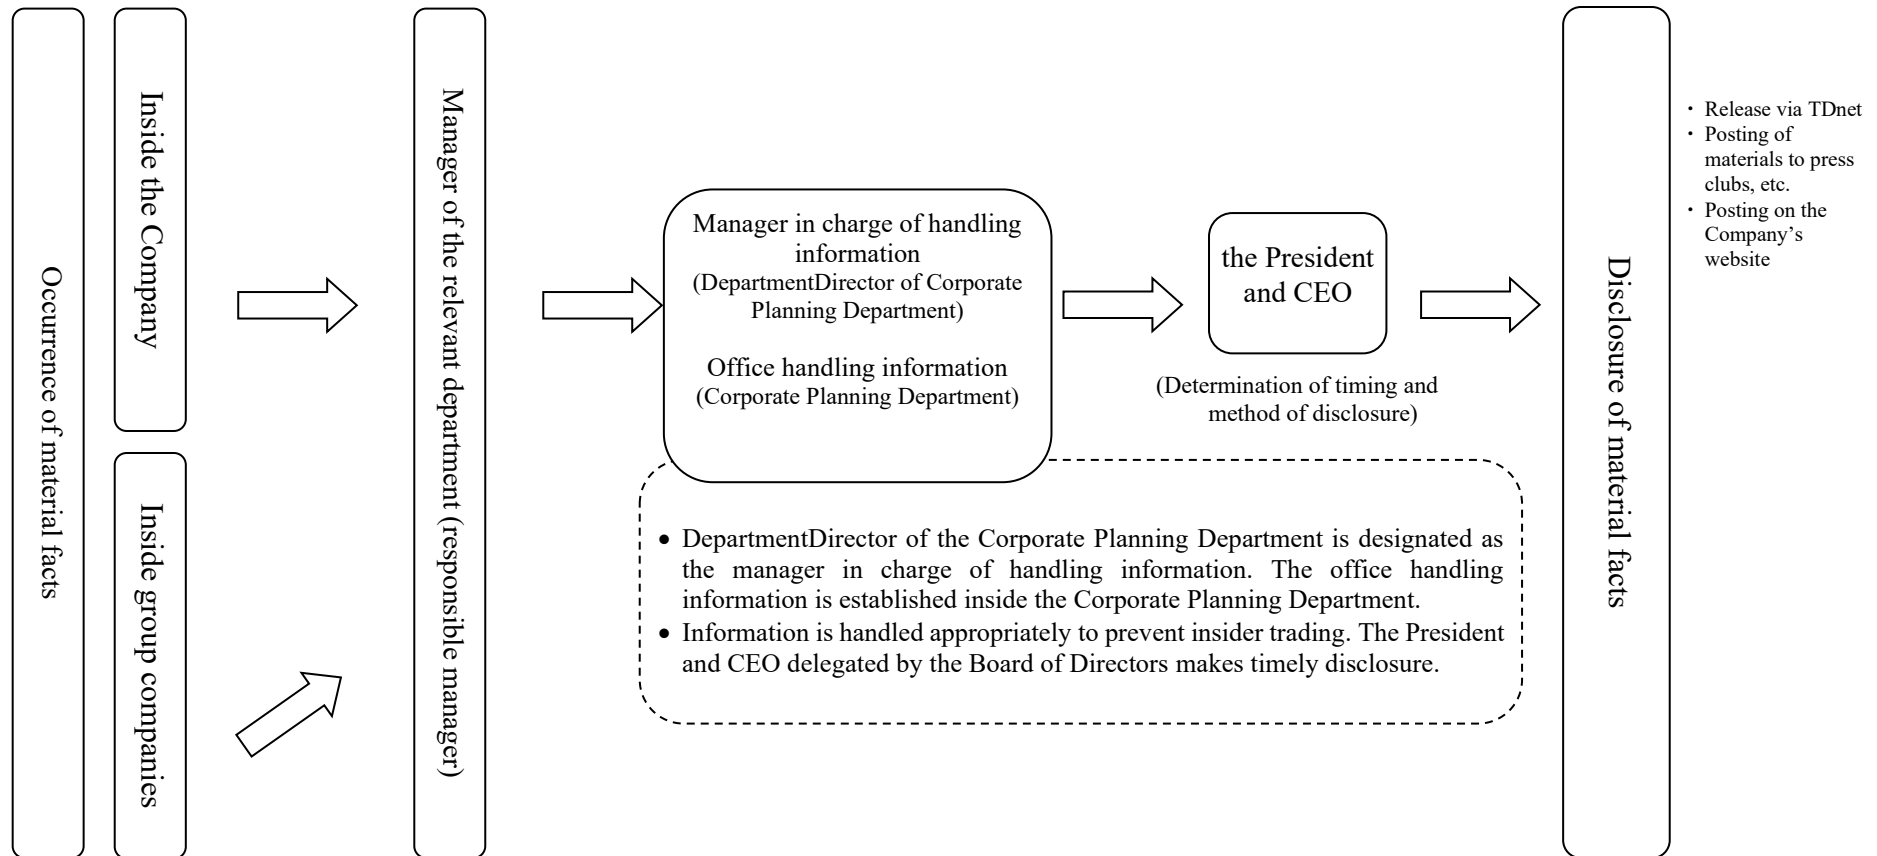 Occurrence of material facts
Inside the Company
Inside group companies
Manager of the relevant department (responsible manager)
Manager in charge of handling
information
(DepartmentDirector of Corporate
Planning Department)
Office handling information
(Corporate Planning Department)
the President
and CEO
(Determination of timing and
method of disclosure)
• DepartmentDirector of the Corporate Planning Department is designated as
the manager in charge of handling information. The office handling
information is established inside the Corporate Planning Department.
• Information is handled appropriately to prevent insider trading. The President
and CEO delegated by the Board of Directors makes timely disclosure.
Disclosure of material facts
・ Release via TDnet
・ Posting of
materials to press
clubs, etc.
・ Posting on the
Company’s
website